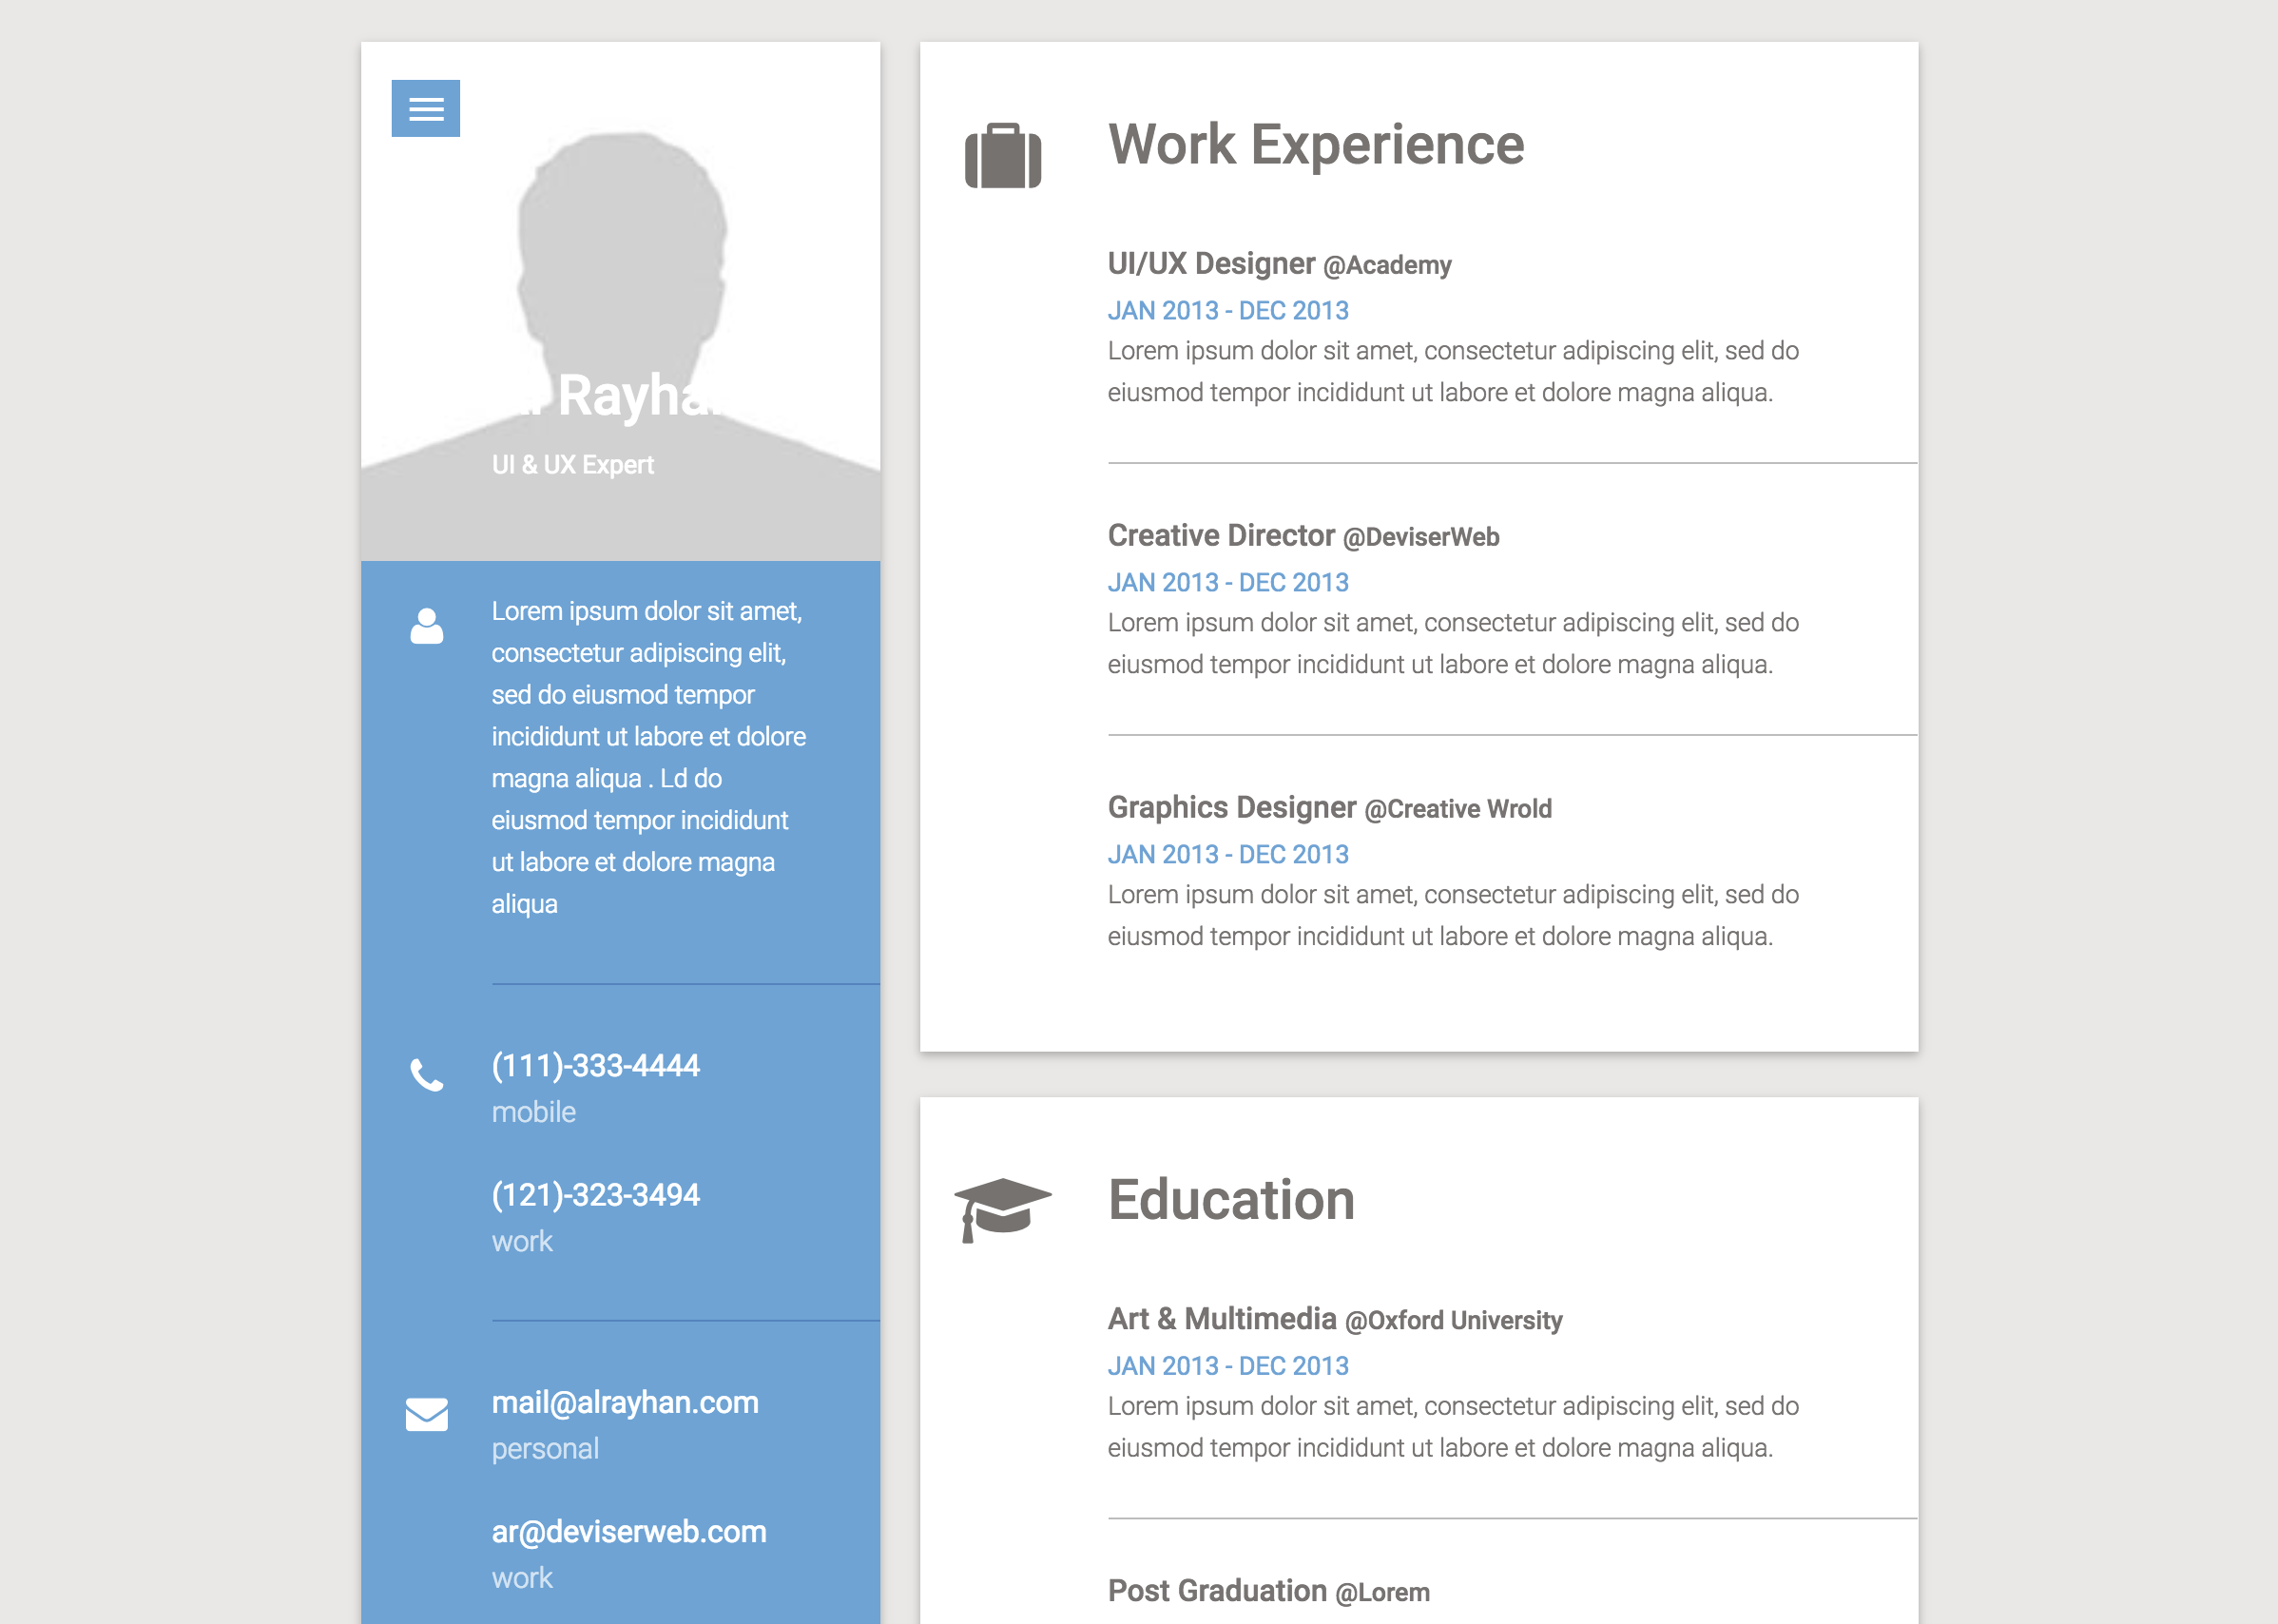 Rayhan
UI & UX Expert
Lorem ipsum dolor sit amet,
consectetur adipiscing elit,
sed do eiusmod tempor
incididunt ut labore et dolore
magna aliqua . Ld do
eiusmod tempor incididunt
ut labore et dolore magna
aliqua
(111)-333-4444
mobile
(121)-323-3494
work
mail@alrayhan.com
personal
ar@deviserweb.com
work
Work Experience
UI/UX Designer @Academy
JAN 2013 - DEC 2013
Lorem ipsum dolor sit amet, consectetur adipiscing elit, sed do
eiusmod tempor incididunt ut labore et dolore magna aliqua.
Creative Director @DeviserWeb
JAN 2013 - DEC 2013
Lorem ipsum dolor sit amet, consectetur adipiscing elit, sed do
eiusmod tempor incididunt ut labore et dolore magna aliqua.
Graphics Designer @Creative Wrold
JAN 2013 - DEC 2013
Lorem ipsum dolor sit amet, consectetur adipiscing elit, sed do
eiusmod tempor incididunt ut labore et dolore magna aliqua.
Education
Art & Multimedia @Oxford University
JAN 2013 - DEC 2013
Lorem ipsum dolor sit amet, consectetur adipiscing elit, sed do
eiusmod tempor incididunt ut labore et dolore magna aliqua.
Post Graduation @Lorem